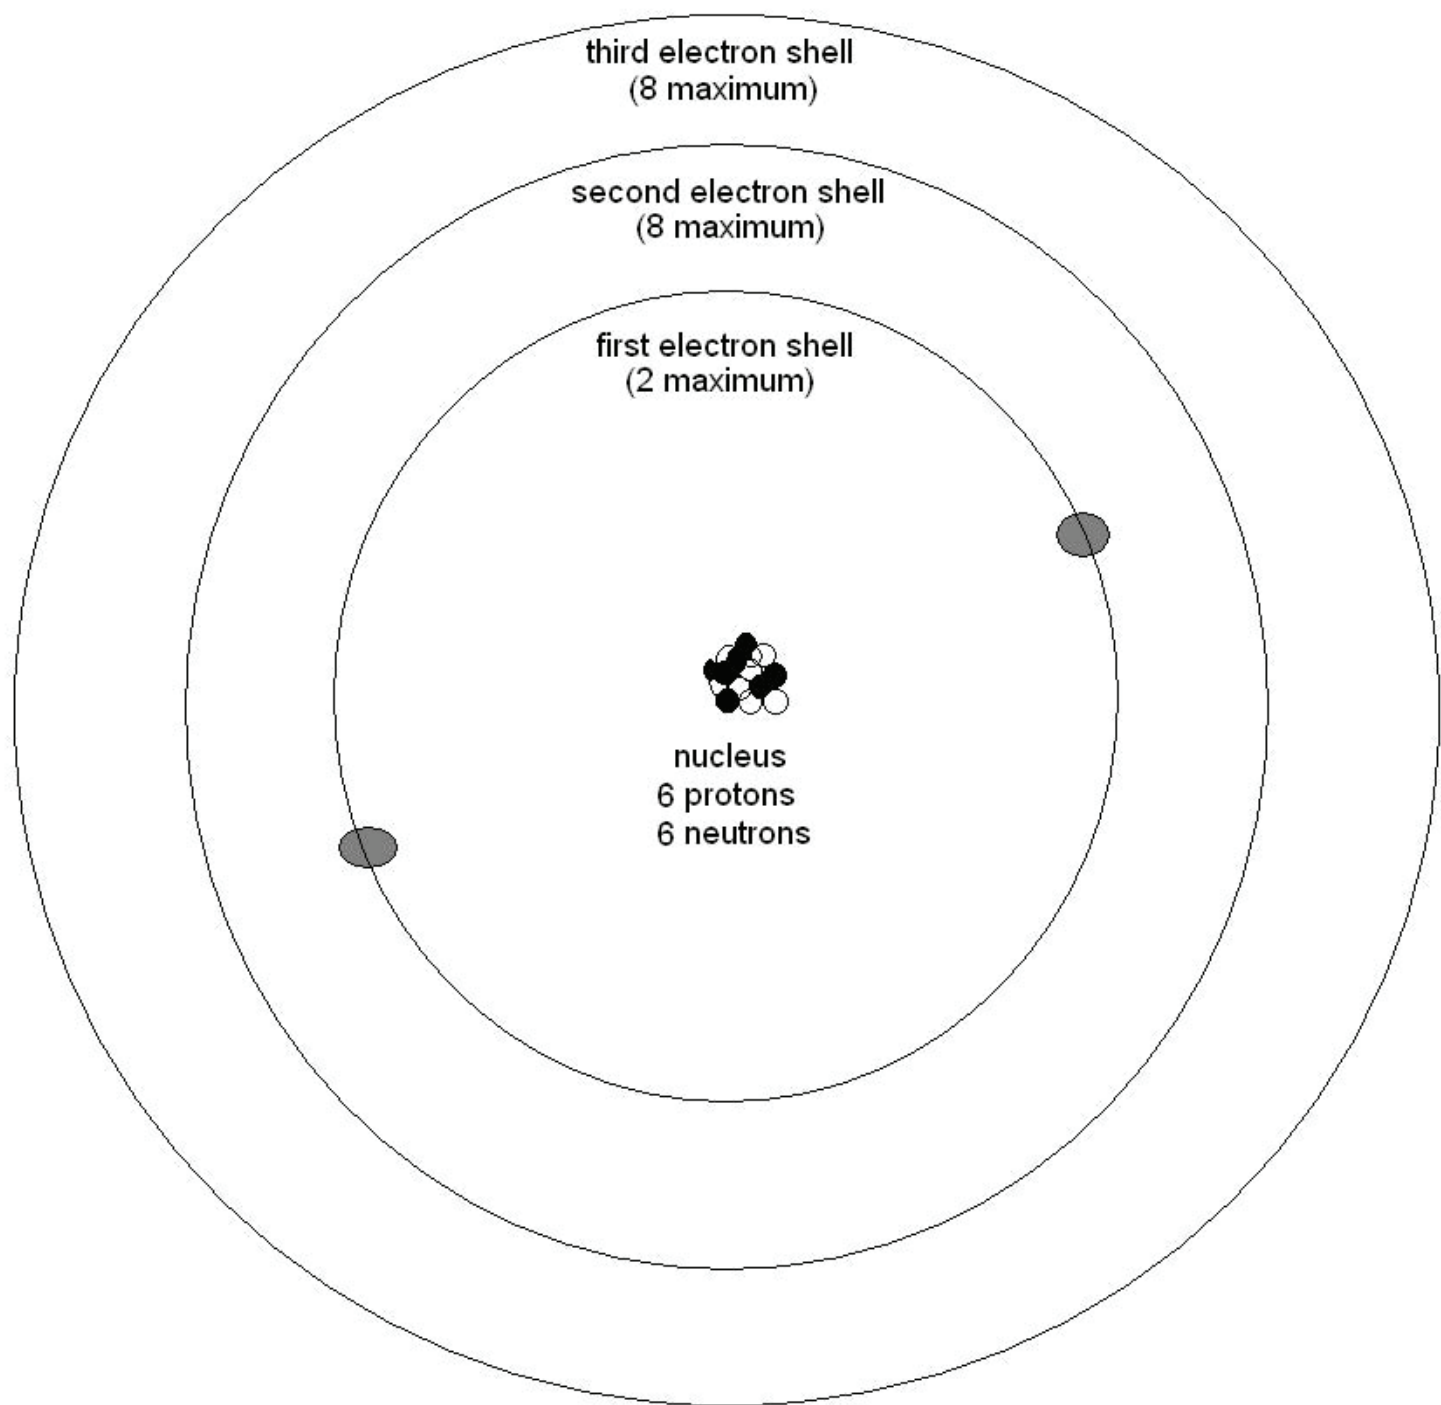 third electron shell
(8 maximum)
second electron shell
(8 maximum)
first electron shell
(2 maximum)
nucleus
6 protons
6 neutrons